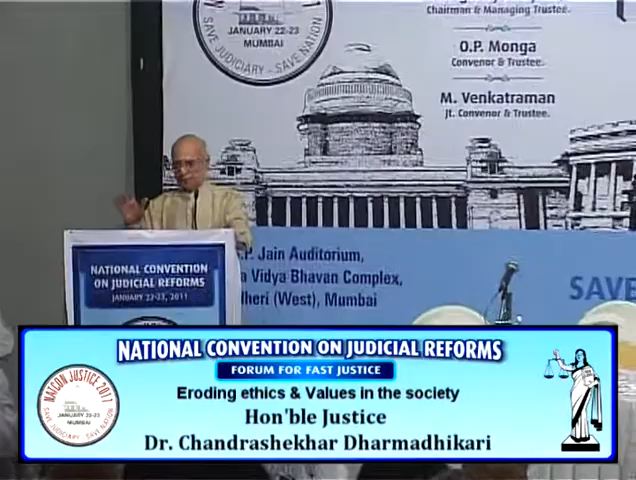 JANUARY 22-23
MUMBAI
SAVE JUDICIARY - SAVE NATION
Chairman & Managing Trustee.
O.P. Monga
Convenor & Trustee.
M. Venkatraman
Jt. Convenor & Trustee.
NATIONAL CONVENTION
ON JUDICIAL REFORMS
JANUARY 22-23, 2011
Jain Auditorium,
Vidya Bhavan Complex,
(West), Mumbai
SAVE
NATIONAL CONVENTION ON JUDICIAL REFORMS
FORUM FOR FAST JUSTICE
Eroding ethics & Values in the society
Hon'ble Justice
Dr. Chandrashekhar Dharmadhikari
NATCON JUSTICE 2011
JANUARY 22-23
MUMBAI
SAVE JUDICIARY - SAVE NATION